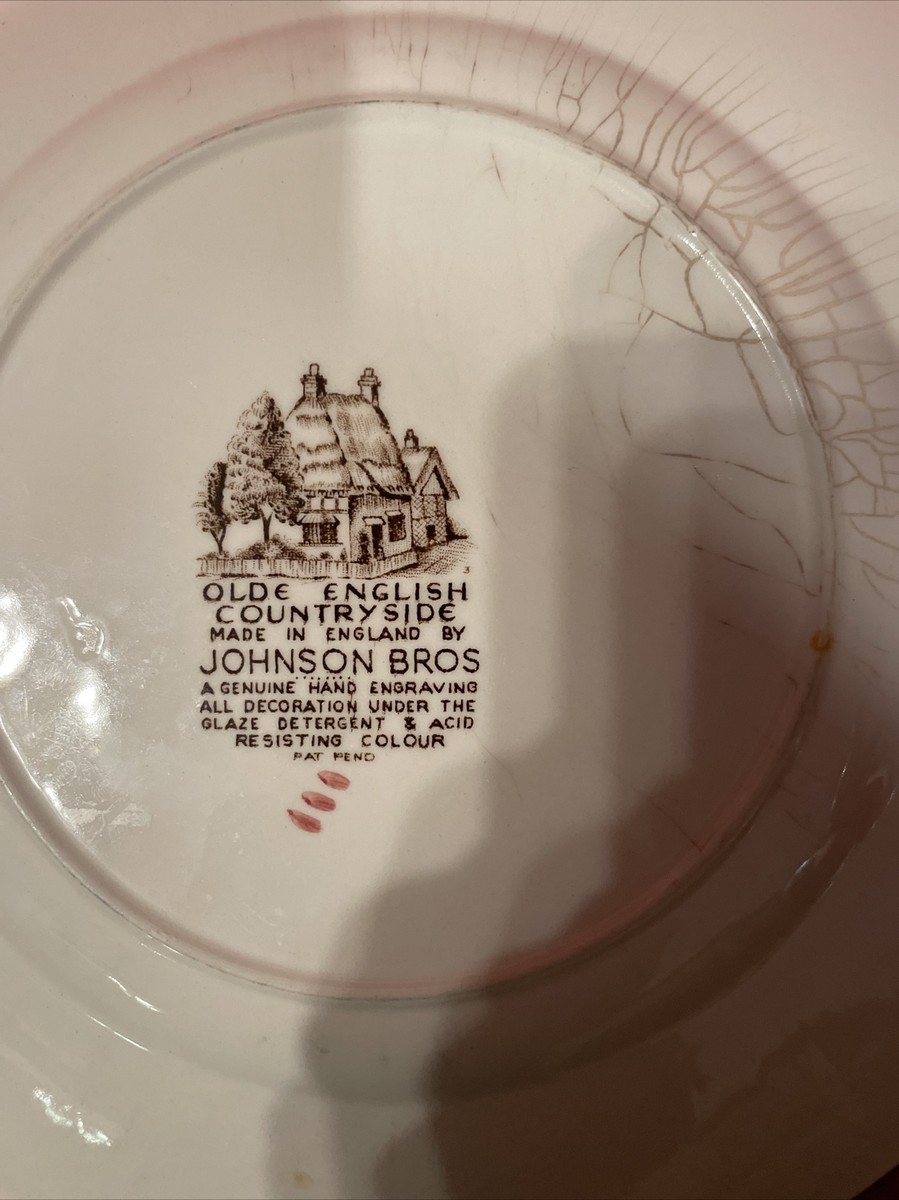 3
OLDE ENGLISH
COUNTRYSIDE
MADE IN ENGLAND BY
JOHNSON BROS
A GENUINE HAND ENGRAVING
ALL DECORATION UNDER THE
GLAZE DETERGENT & ACID
RESISTING COLOUR
PAT PEND